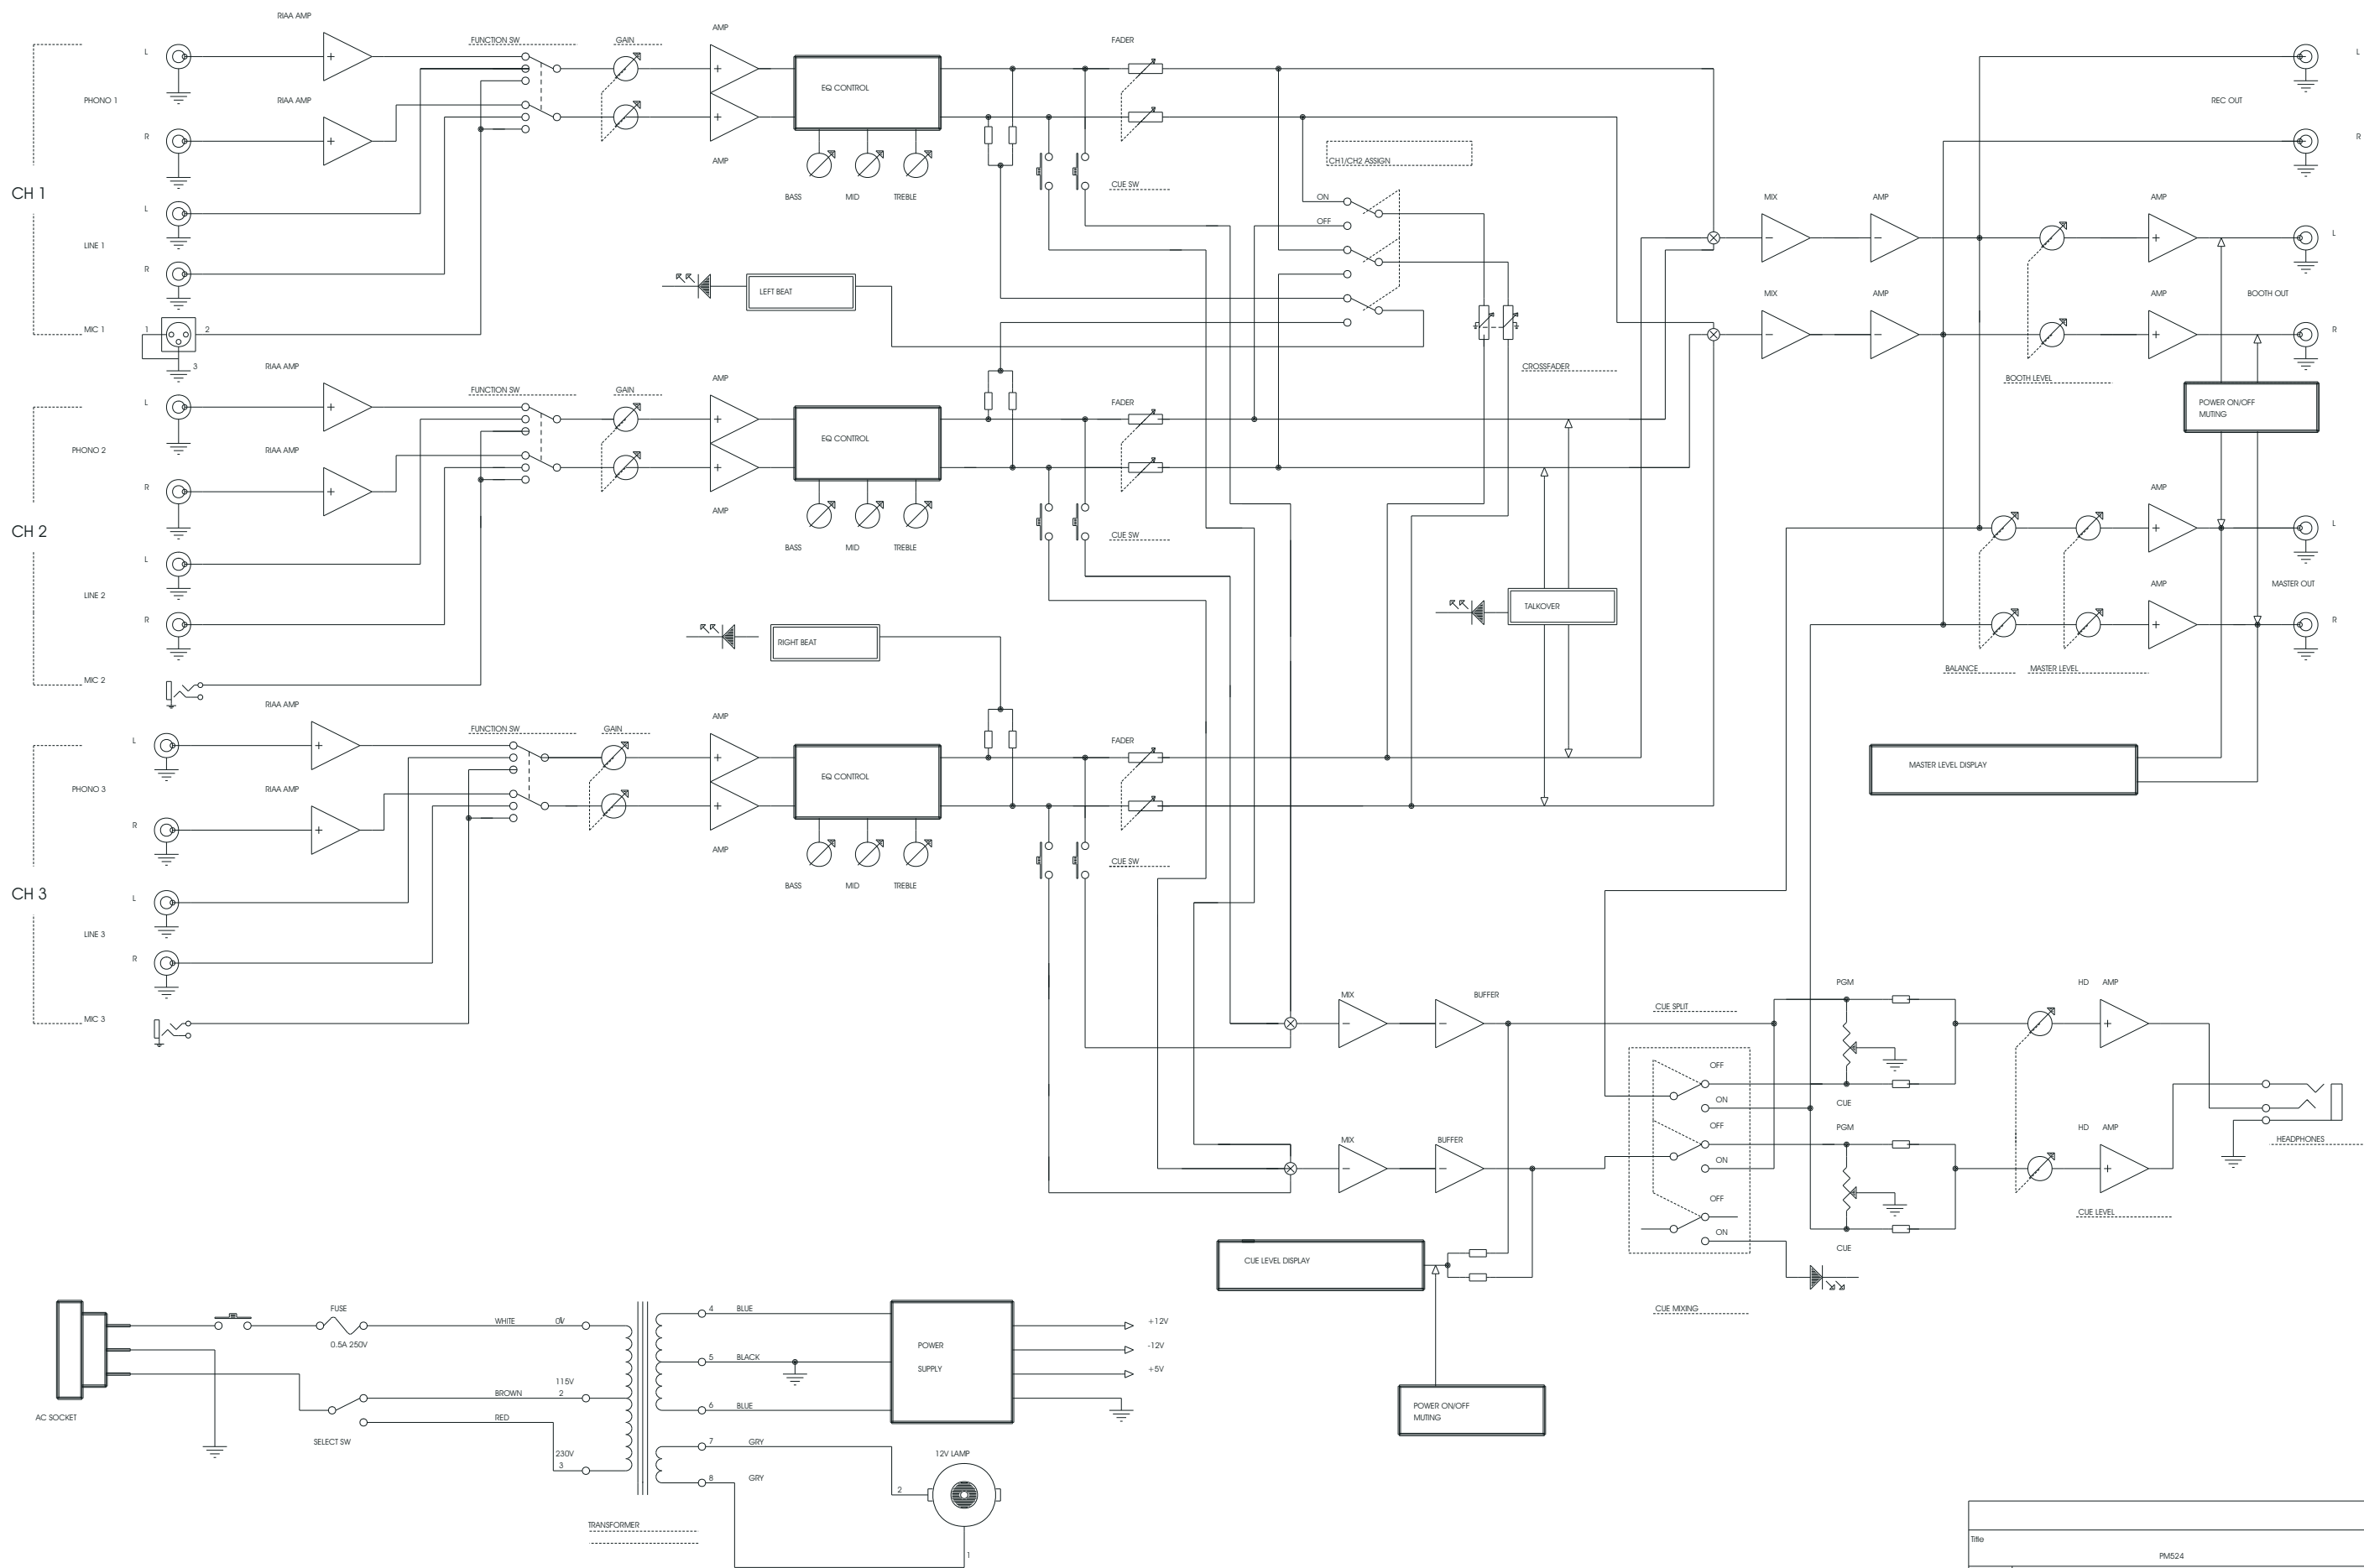 RIAA AMP
FUNCTION SW
GAIN
AMP
FADER
L
PHONO 1
RIAA AMP
EQ CONTROL
REC OUT
L
R
AMP
CH1/CH2 ASSIGN
R
BASS
MID
TREBLE
CUE SW
CH 1
ON
OFF
MIX
AMP
AMP
L
LINE 1
R
LEFT BEAT
L
MIX
AMP
AMP
BOOTH OUT
R
MIC 1
1
2
3
CROSSFADER
BOOTH LEVEL
RIAA AMP
FUNCTION SW
GAIN
AMP
FADER
POWER ON/OFF
MUTING
L
PHONO 2
RIAA AMP
EQ CONTROL
R
AMP
BASS
MID
TREBLE
CUE SW
CH 2
AMP
L
L
LINE 2
R
TALKOVER
AMP
MASTER OUT
R
RIGHT BEAT
BALANCE
MASTER LEVEL
MIC 2
RIAA AMP
FUNCTION SW
GAIN
AMP
FADER
L
PHONO 3
RIAA AMP
EQ CONTROL
MASTER LEVEL DISPLAY
R
AMP
BASS
MID
TREBLE
CUE SW
CH 3
L
LINE 3
R
MIC 3
MIX
BUFFER
CUE SPLIT
PGM
HD AMP
OFF
ON
CUE
OFF
PGM
HD AMP
MIX
BUFFER
ON
HEADPHONES
OFF
ON
CUE
CUE LEVEL
CUE LEVEL DISPLAY
CUE MIXING
POWER ON/OFF
MUTING
FUSE
0.5A 250V
WHITE
0V
4
BLUE
POWER
SUPPLY
+12V
-12V
+5V
5
BLACK
115V
BROWN
2
RED
6
BLUE
AC SOCKET
SELECT SW
230V
3
7
GRY
8
GRY
12V LAMP
2
1
TRANSFORMER
Title
PM524